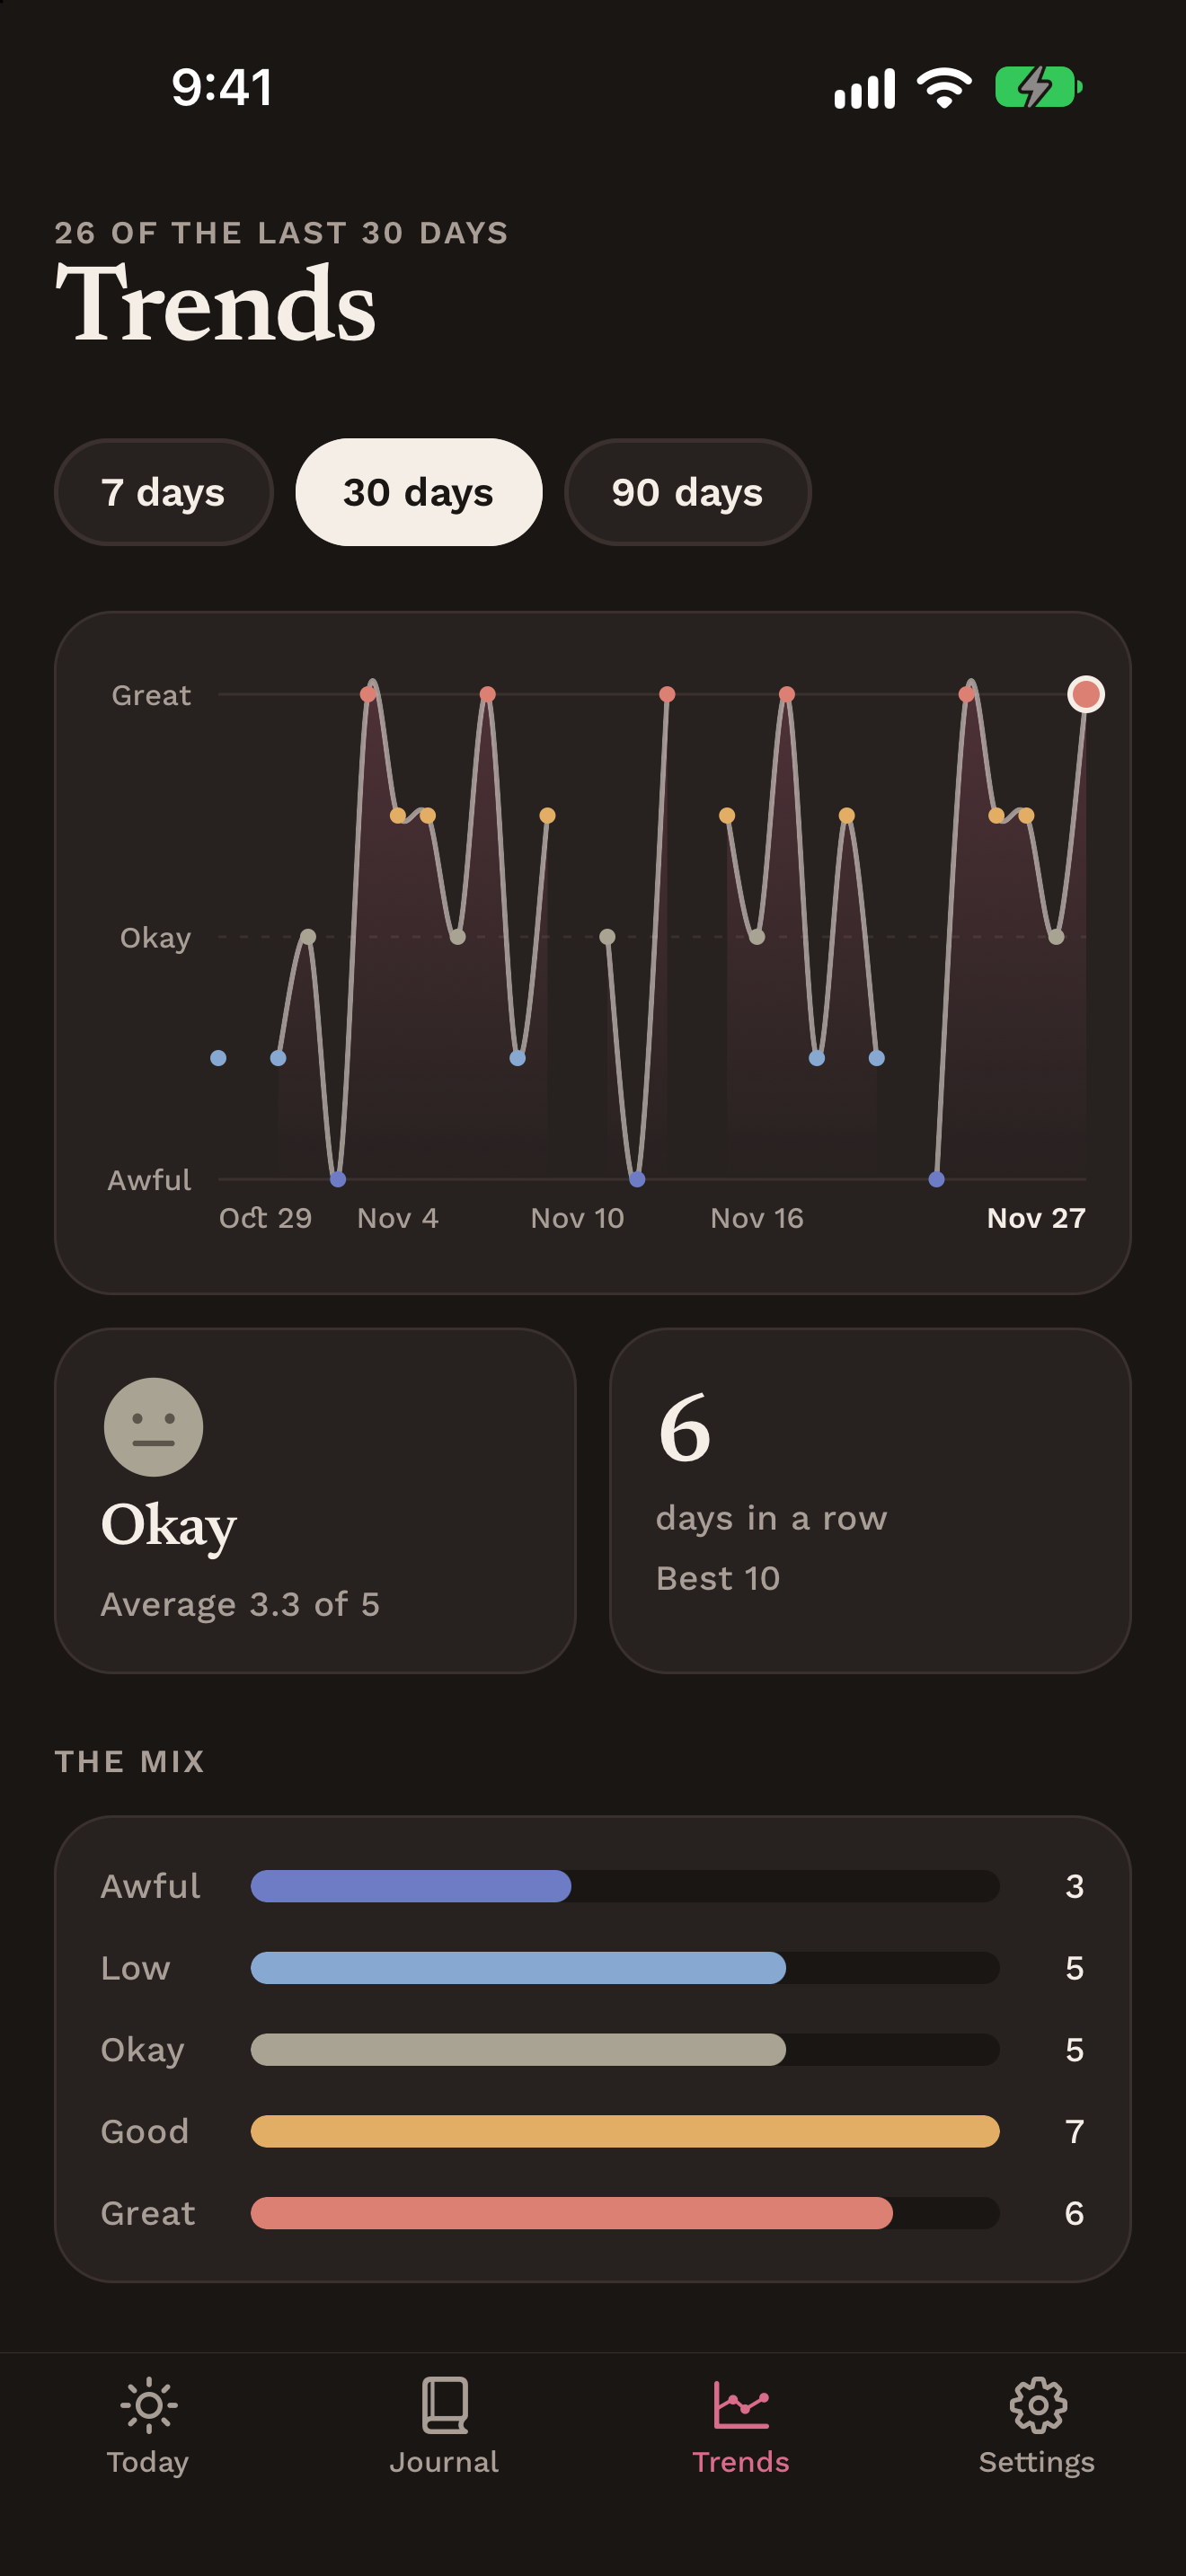 9:41
26 OF THE LAST 30 DAYS
Trends
7 days
30 days
90 days
Great
Okay
Awful
Oct 29
Nov 4
Nov 10
Nov 16
Nov 27
Okay
Average 3.3 of 5
6
days in a row
Best 10
THE MIX
Awful 3
Low 5
Okay 5
Good 7
Great 6
Today
Journal
Trends
Settings